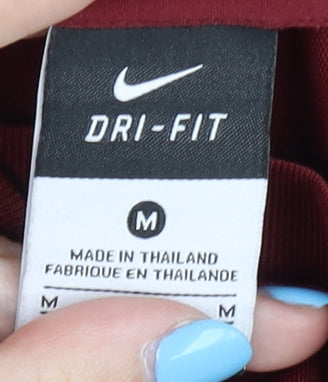 DRI-FIT
M
MADE IN THAILAND
FABRIQUE EN THAILANDE
M M